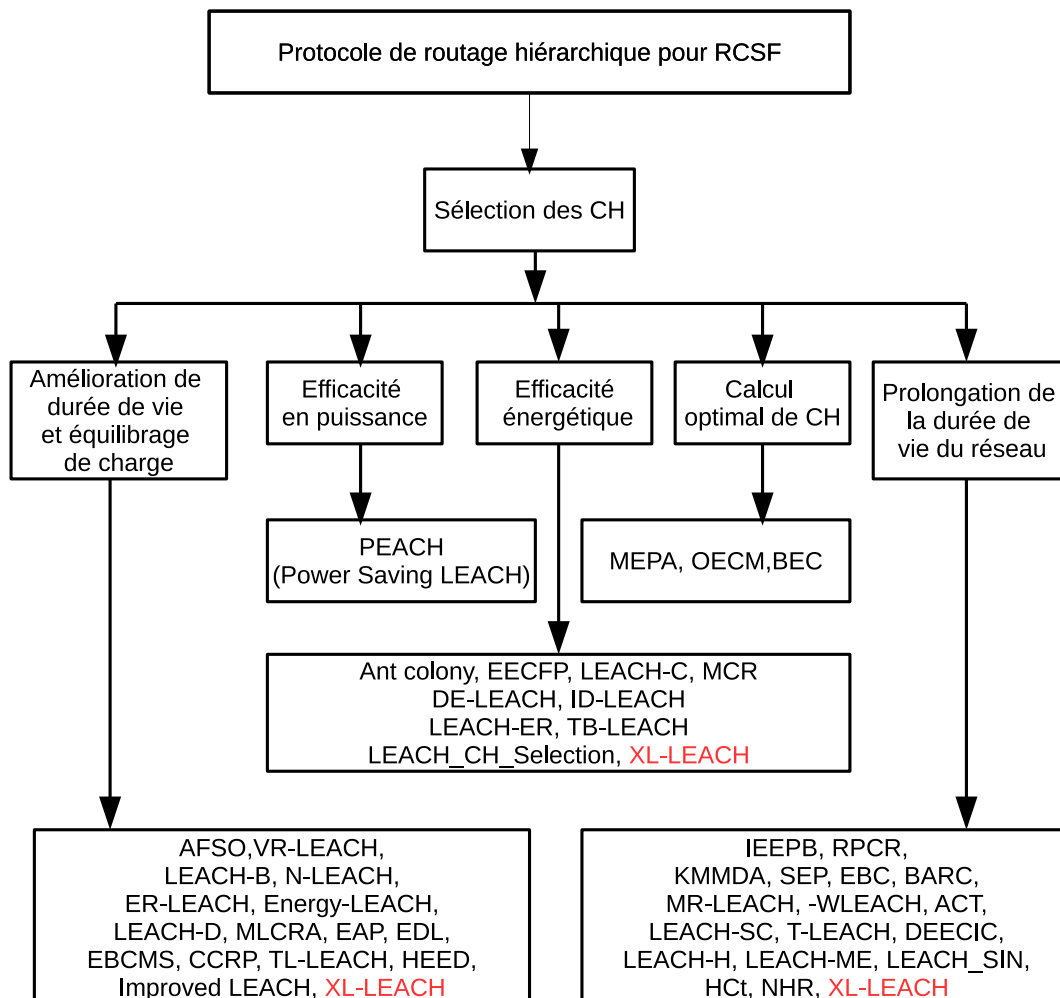 Protocole de routage hiérarchique pour RCSF
Sélection des CH
Amélioration de
durée de vie
et équilibrage
de charge
Efficacité
en puissance
Efficacité
énergétique
Calcul
optimal de CH
Prolongation de
la durée de
vie du réseau
PEACH
(Power Saving LEACH)
MEPA, OECM,BEC
Ant colony, EECFP, LEACH-C, MCR
DE-LEACH, ID-LEACH
LEACH-ER, TB-LEACH
LEACH_CH_Selection, XL-LEACH
AFSO,VR-LEACH,
LEACH-B, N-LEACH,
ER-LEACH, Energy-LEACH,
LEACH-D, MLCRA, EAP, EDL,
EBCMS, CCRP, TL-LEACH, HEED,
Improved LEACH, XL-LEACH
IEEPB, RPCR,
KMMDA, SEP, EBC, BARC,
MR-LEACH, -WLEACH, ACT,
LEACH-SC, T-LEACH, DEECIC,
LEACH-H, LEACH-ME, LEACH_SIN,
HCt, NHR, XL-LEACH